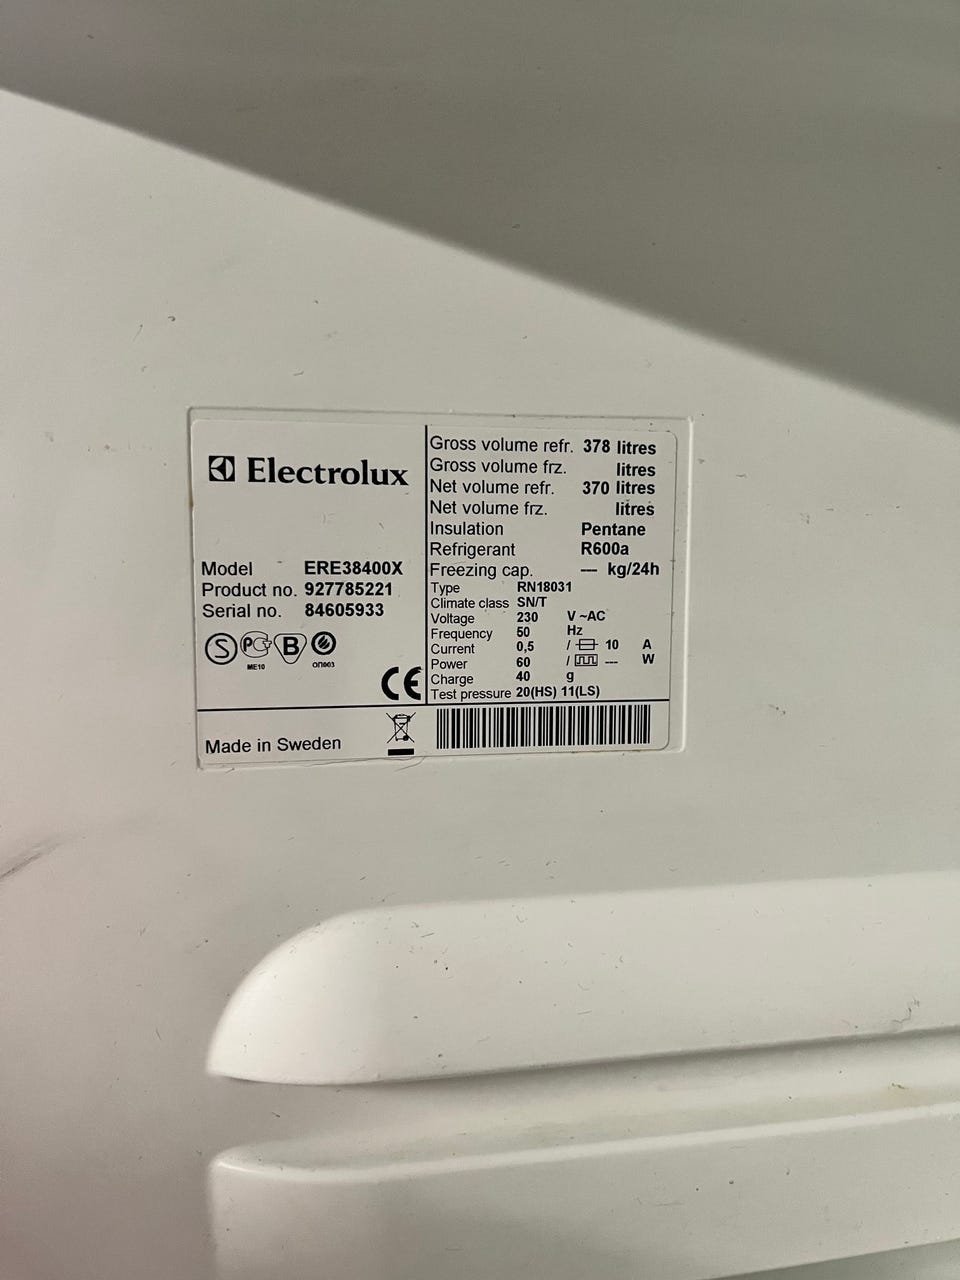 Electrolux
Model ERE38400X
Product no. 927785221
Serial no. 84605933
S PG B
ME10 ОП003
CE
Made in Sweden
Gross volume refr. 378 litres
Gross volume frz. litres
Net volume refr. 370 litres
Net volume frz. litres
Insulation Pentane
Refrigerant R600a
Freezing cap. --- kg/24h
Type RN18031
Climate class SN/T
Voltage 230 V ~AC
Frequency 50 Hz
Current 0,5 / 10 A
Power 60 / --- W
Charge 40 g
Test pressure 20(HS) 11(LS)